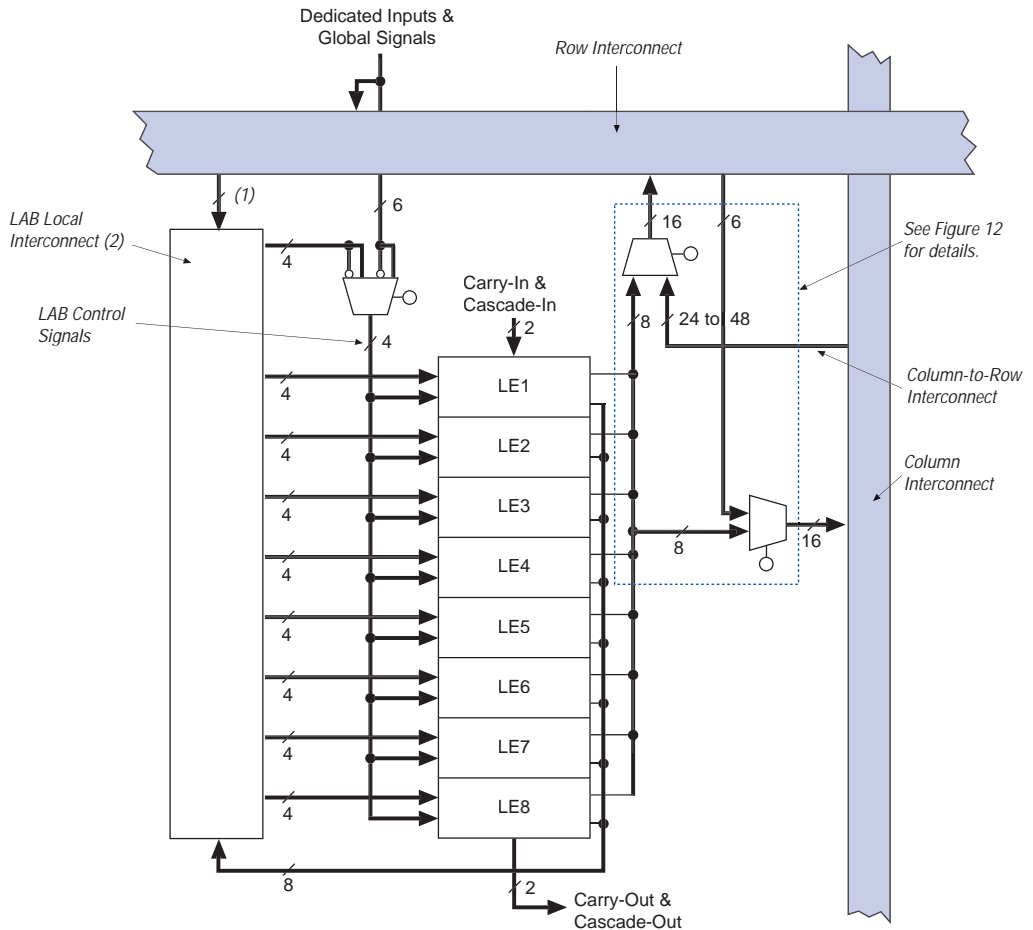 Dedicated Inputs &
Global Signals
Row Interconnect
(1)
6
16
6
LAB Local
Interconnect (2)
See Figure 12
for details.
4
Carry-In &
Cascade-In
LAB Control
Signals
2
8
24 to 48
4
Column-to-Row
Interconnect
4
LE1
4
LE2
Column
Interconnect
4
LE3
8
16
4
LE4
4
LE5
4
LE6
4
LE7
4
LE8
8
2
Carry-Out &
Cascade-Out